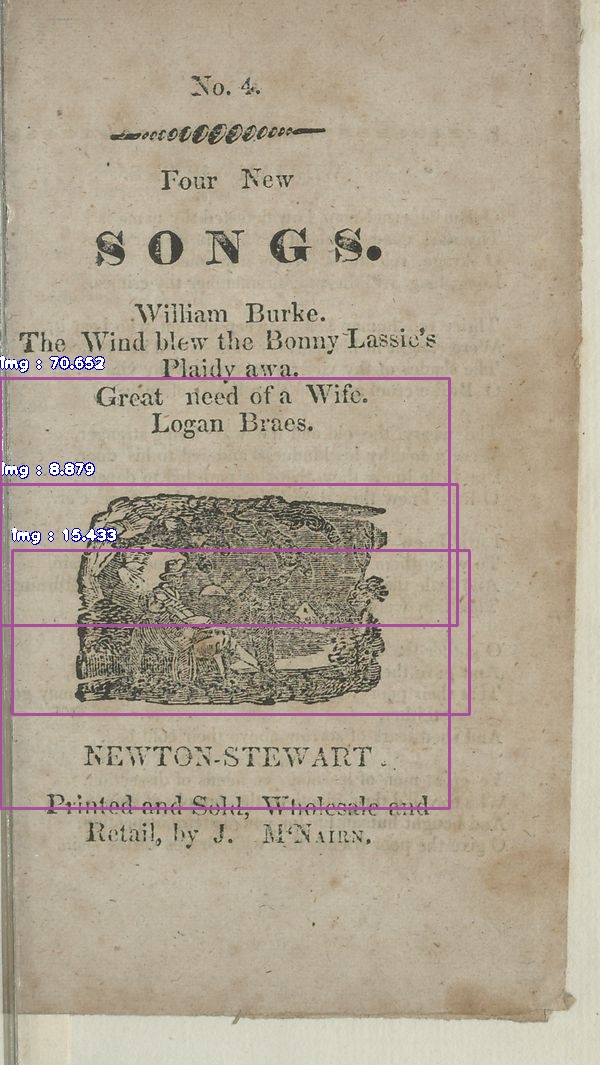 No. 4.
Four New
SONGS.
William Burke.
The Wind blew the Bonny Lassie's
Plaidy awa.
Img : 70.652
Great need of a Wife.
Logan Braes.
Img : 8.879
Img : 15.433
NEWTON-STEWART.
Printed and Sold, Wholesale and
Retail, by J. M'NAIRN.